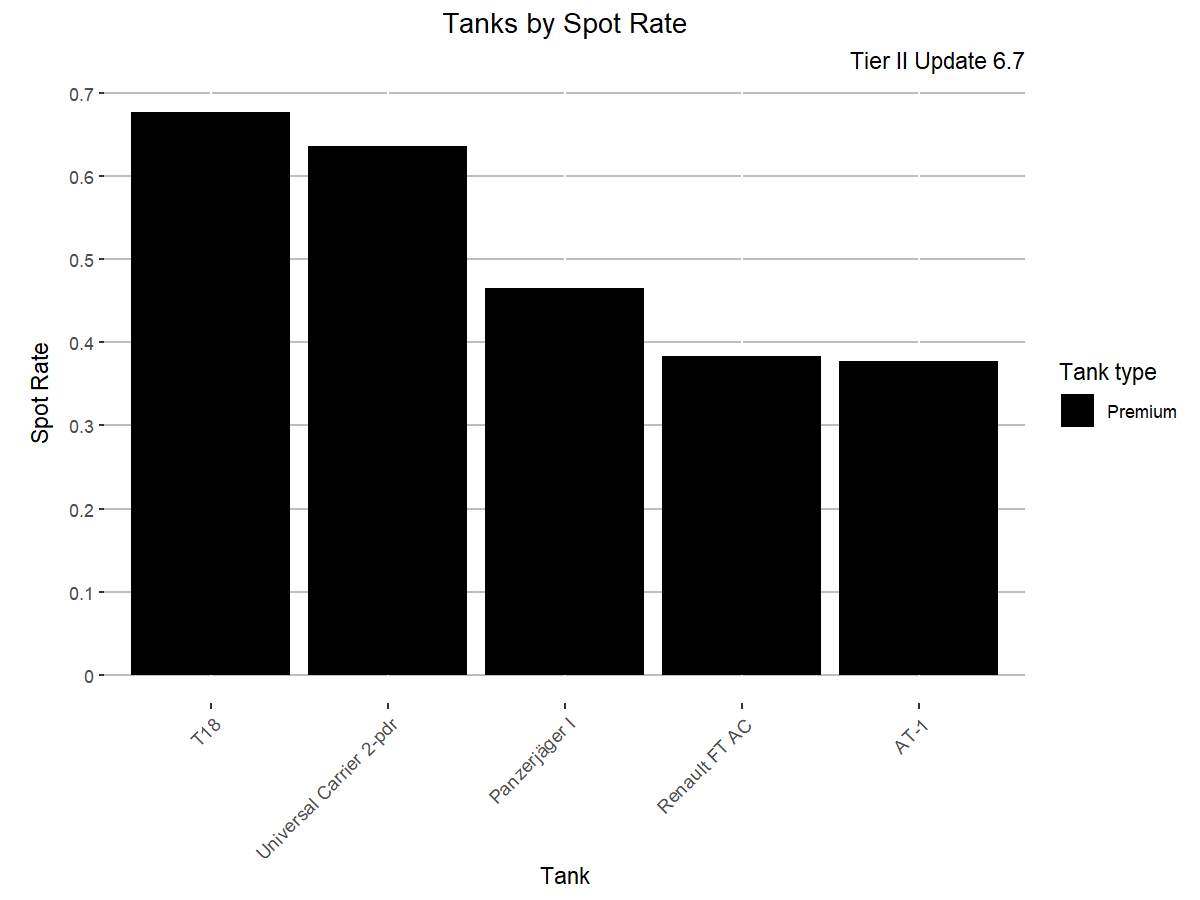 Tanks by Spot Rate
Tier II Update 6.7
0.7
0.6
0.5
0.4
0.3
0.2
0.1
0
Spot Rate
T18
Universal Carrier 2-pdr
Panzerjäger I
Renault FT AC
AT-1
Tank
Tank type
Premium